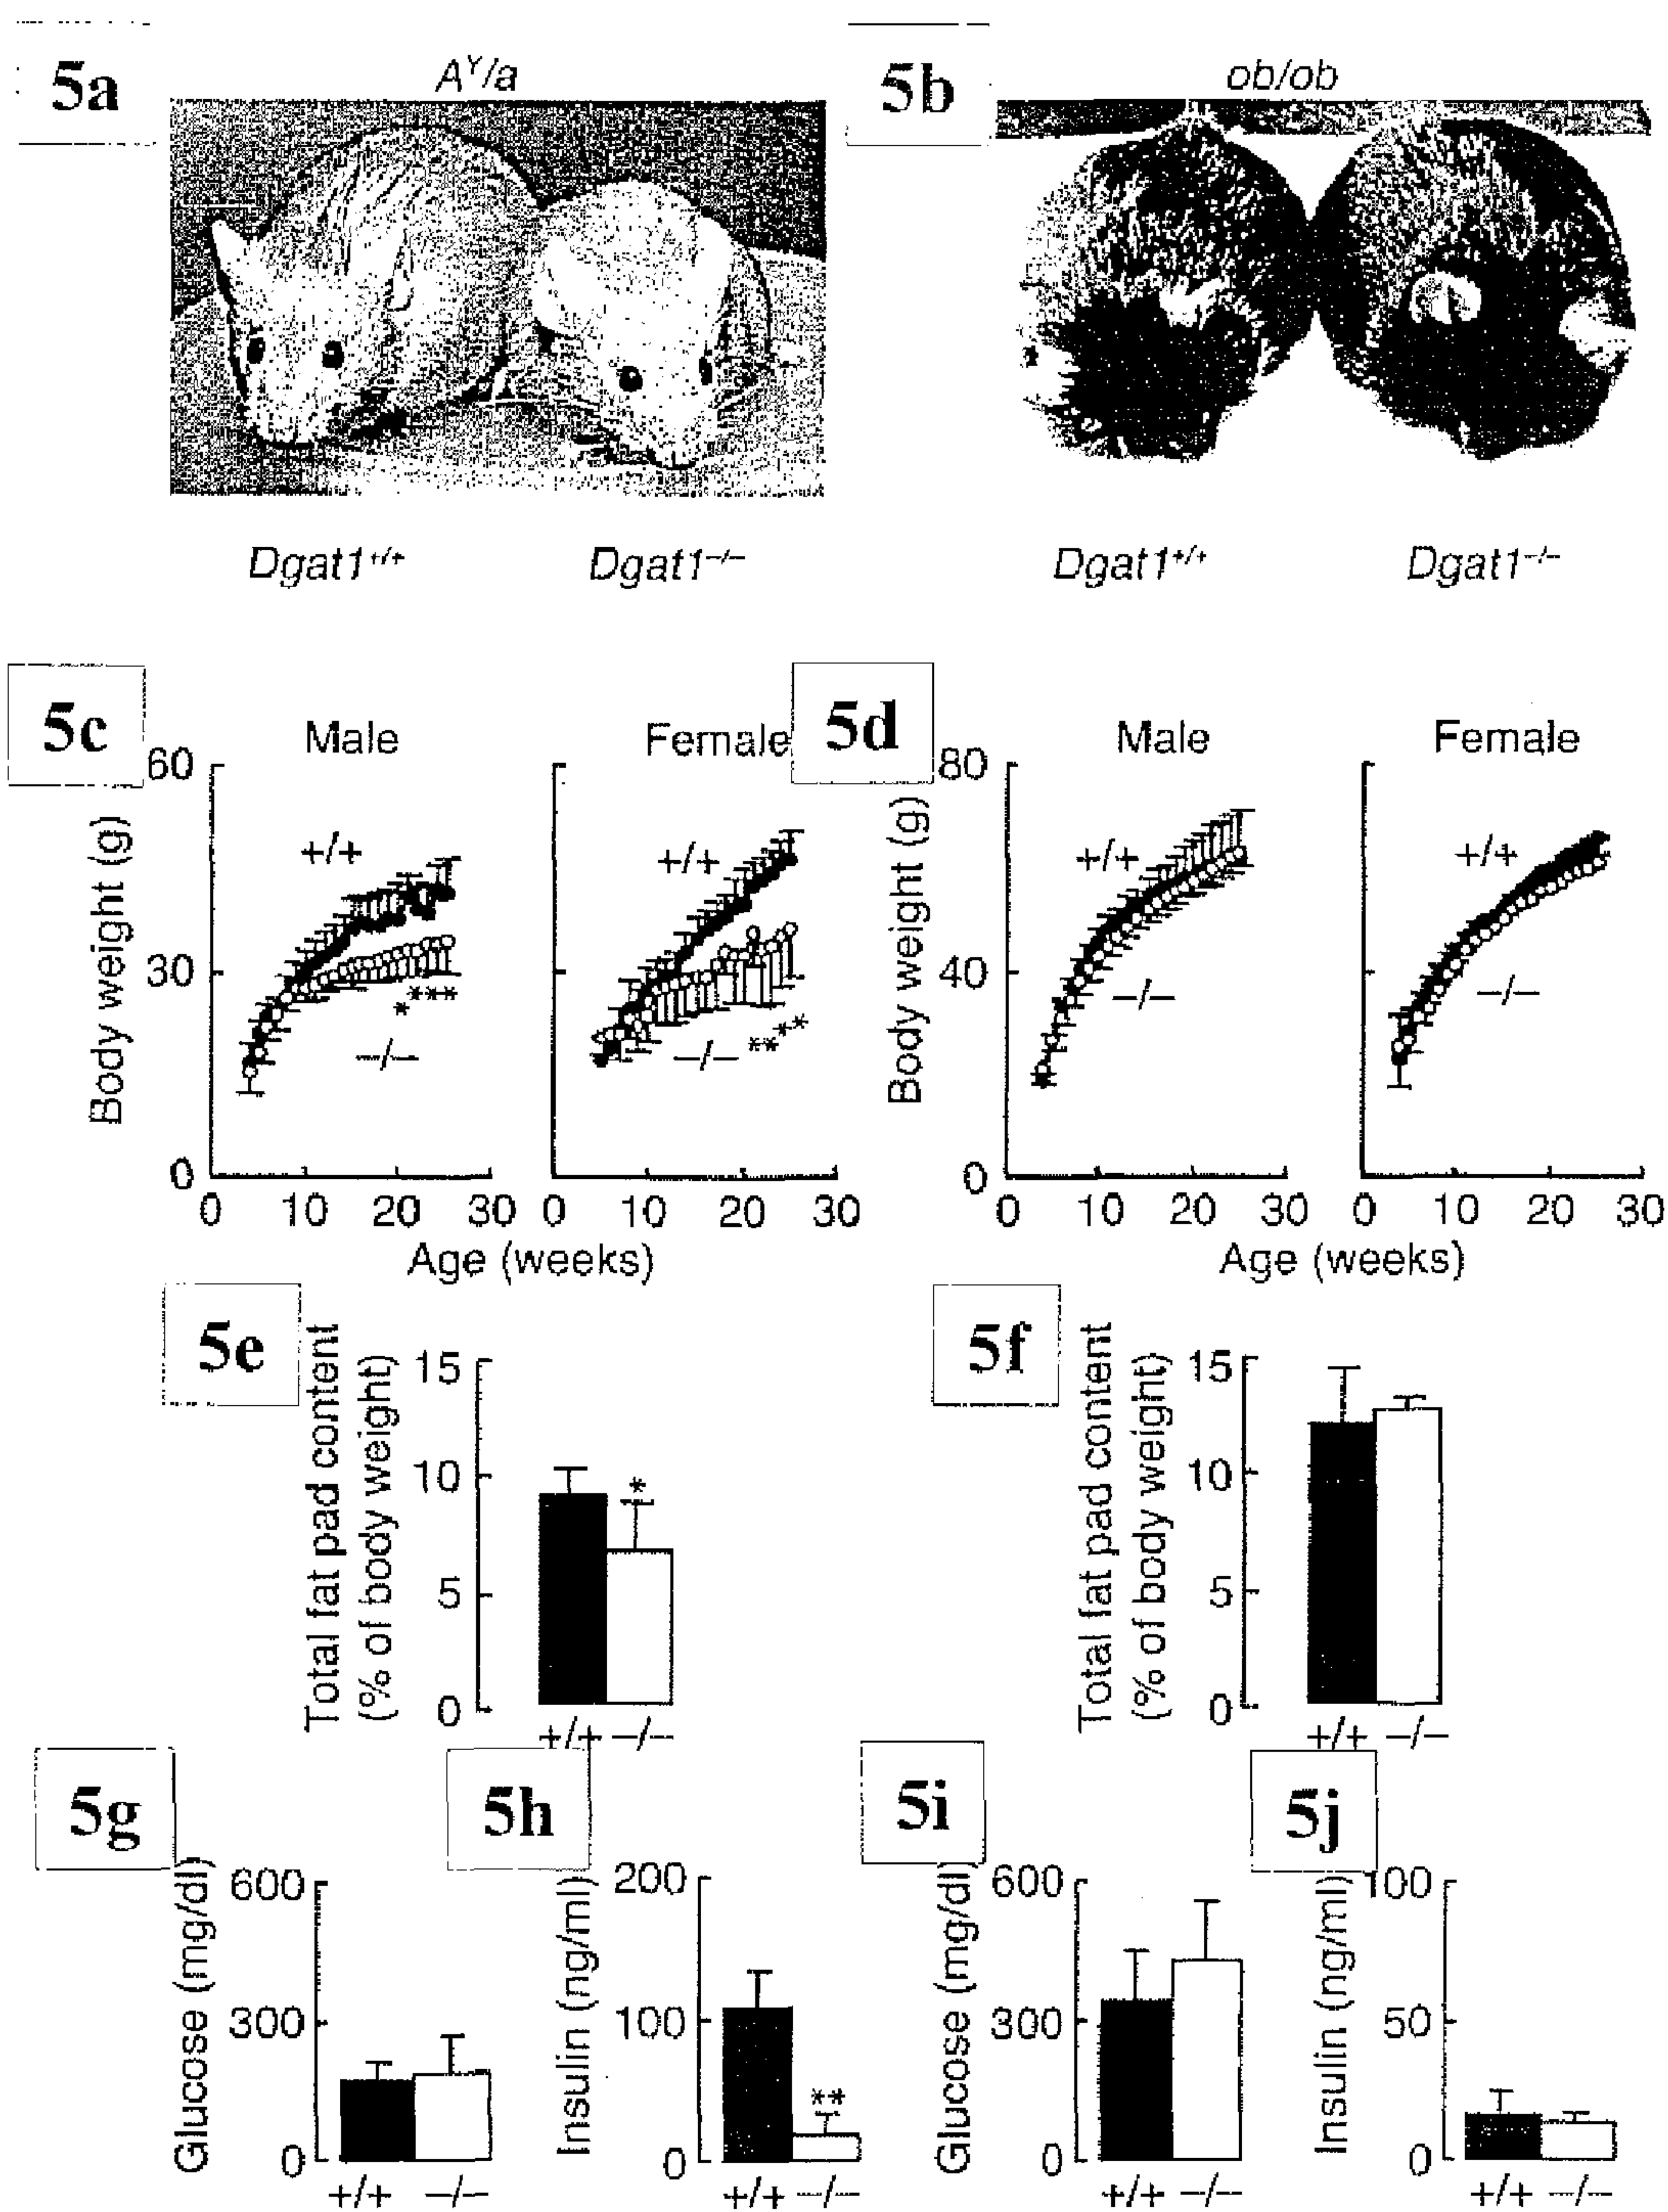 5a
A^Y/a
5b
ob/ob
Dgat1+/+
Dgat1–/–
Dgat1+/+
Dgat1–/–
5c
Male
Female
5d
Male
Female
Body weight (g)
60
30
0
+/+
* * * *
–/–
+/+
–/–
** * *
0 10 20 30 0 10 20 30
Age (weeks)
Body weight (g)
80
40
0
+/+
–/–
+/+
–/–
0 10 20 30 0 10 20 30
Age (weeks)
5e
Total fat pad content
(% of body weight)
15
10
5
0
*
+/+ –/–
5f
Total fat pad content
(% of body weight)
15
10
5
0
+/+ –/–
5g
Glucose (mg/dl)
600
300
0
+/+ –/–
5h
Insulin (ng/ml)
200
100
0
**
+/+ –/–
5i
Glucose (mg/dl)
600
300
0
+/+ –/–
5j
Insulin (ng/ml)
100
50
0
+/+ –/–